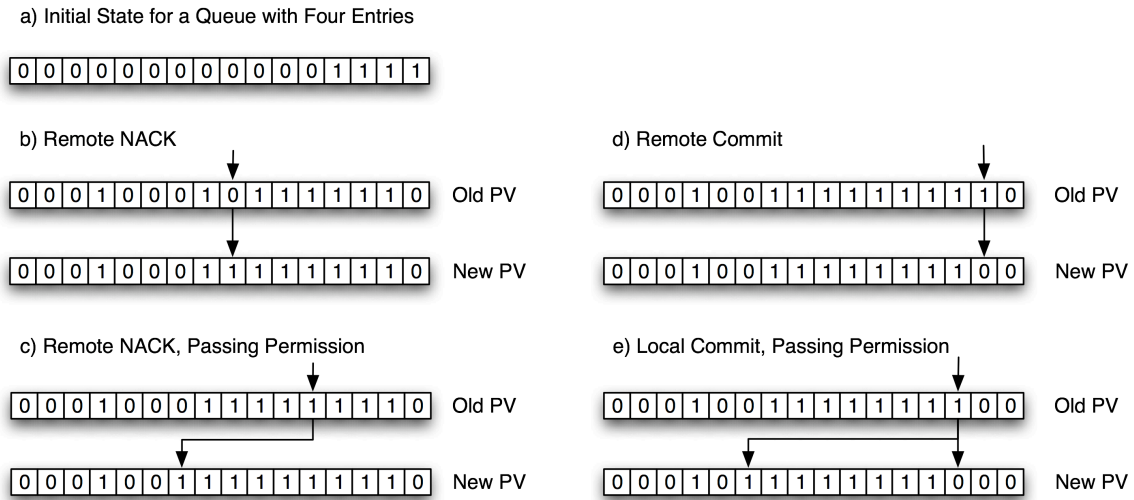 a) Initial State for a Queue with Four Entries
0 0 0 0 0 0 0 0 0 0 0 0 1 1 1 1
b) Remote NACK
0 0 0 1 0 0 0 1 0 1 1 1 1 1 1 0 Old PV
0 0 0 1 0 0 0 1 1 1 1 1 1 1 1 0 New PV
c) Remote NACK, Passing Permission
0 0 0 1 0 0 0 1 1 1 1 1 1 1 1 0 Old PV
0 0 0 1 0 0 1 1 1 1 1 1 1 1 1 0 New PV
d) Remote Commit
0 0 0 1 0 0 1 1 1 1 1 1 1 1 1 0 Old PV
0 0 0 1 0 0 1 1 1 1 1 1 1 1 0 0 New PV
e) Local Commit, Passing Permission
0 0 0 1 0 0 1 1 1 1 1 1 1 1 0 0 Old PV
0 0 0 1 0 1 1 1 1 1 1 1 1 0 0 0 New PV